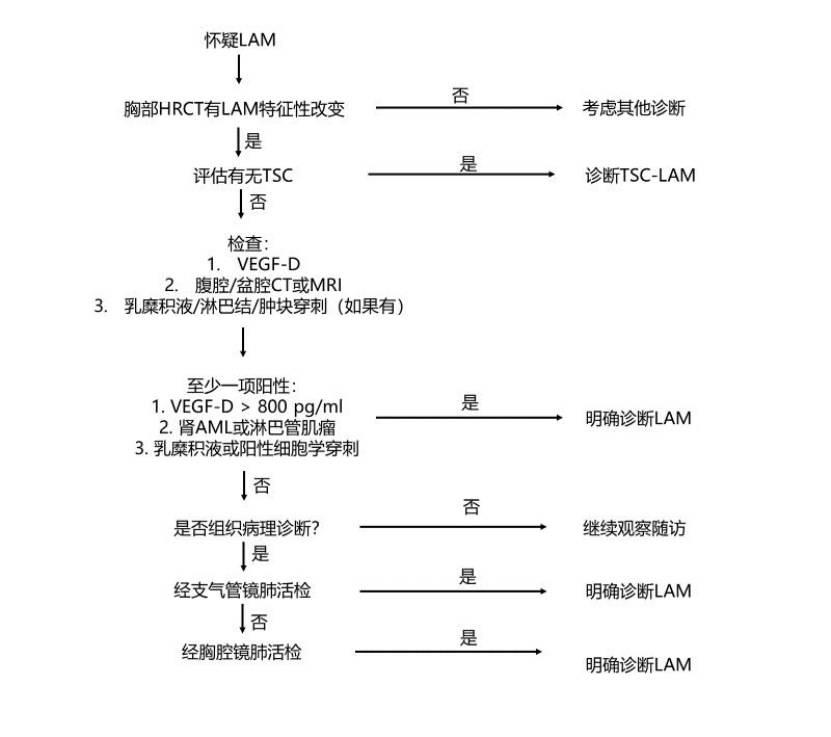 怀疑LAM
否
胸部HRCT有LAM特征性改变
考虑其他诊断
是
是
评估有无TSC
诊断TSC-LAM
否
检查：
1. VEGF-D
2. 腹腔/盆腔CT或MRI
3. 乳糜积液/淋巴结/肿块穿刺（如果有）
至少一项阳性：
1. VEGF-D > 800 pg/ml
是
2. 肾AML或淋巴管肌瘤
明确诊断LAM
3. 乳糜积液或阳性细胞学穿刺
否
否
是否组织病理诊断？
继续观察随访
是
是
经支气管镜肺活检
明确诊断LAM
否
是
经胸腔镜肺活检
明确诊断LAM